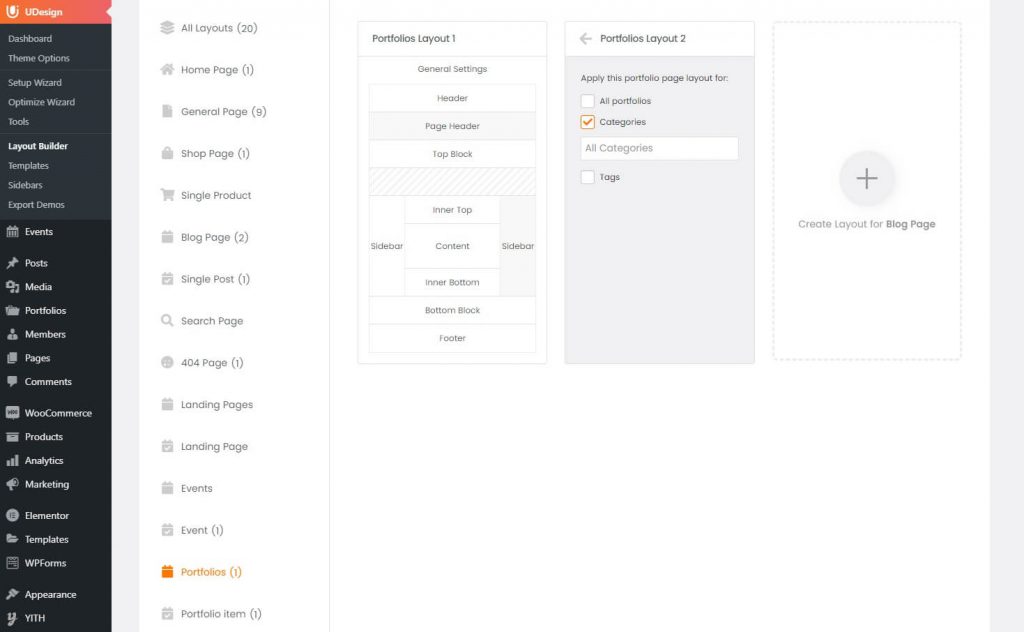 UDesign
Dashboard
Theme Options
Setup Wizard
Optimize Wizard
Tools
Layout Builder
Templates
Sidebars
Export Demos
Events
Posts
Media
Portfolios
Members
Pages
Comments
WooCommerce
Products
Analytics
Marketing
Elementor
Templates
WPForms
Appearance
YITH
All Layouts (20)
Home Page (1)
General Page (9)
Shop Page (1)
Single Product
Blog Page (2)
Single Post (1)
Search Page
404 Page (1)
Landing Pages
Landing Page
Events
Event (1)
Portfolios (1)
Portfolio item (1)
Portfolios Layout 1
General Settings
Header
Page Header
Top Block
Inner Top
Sidebar Content Sidebar
Inner Bottom
Bottom Block
Footer
Portfolios Layout 2
Apply this portfolio page layout for:
All portfolios
Categories
All Categories
Tags
Create Layout for Blog Page